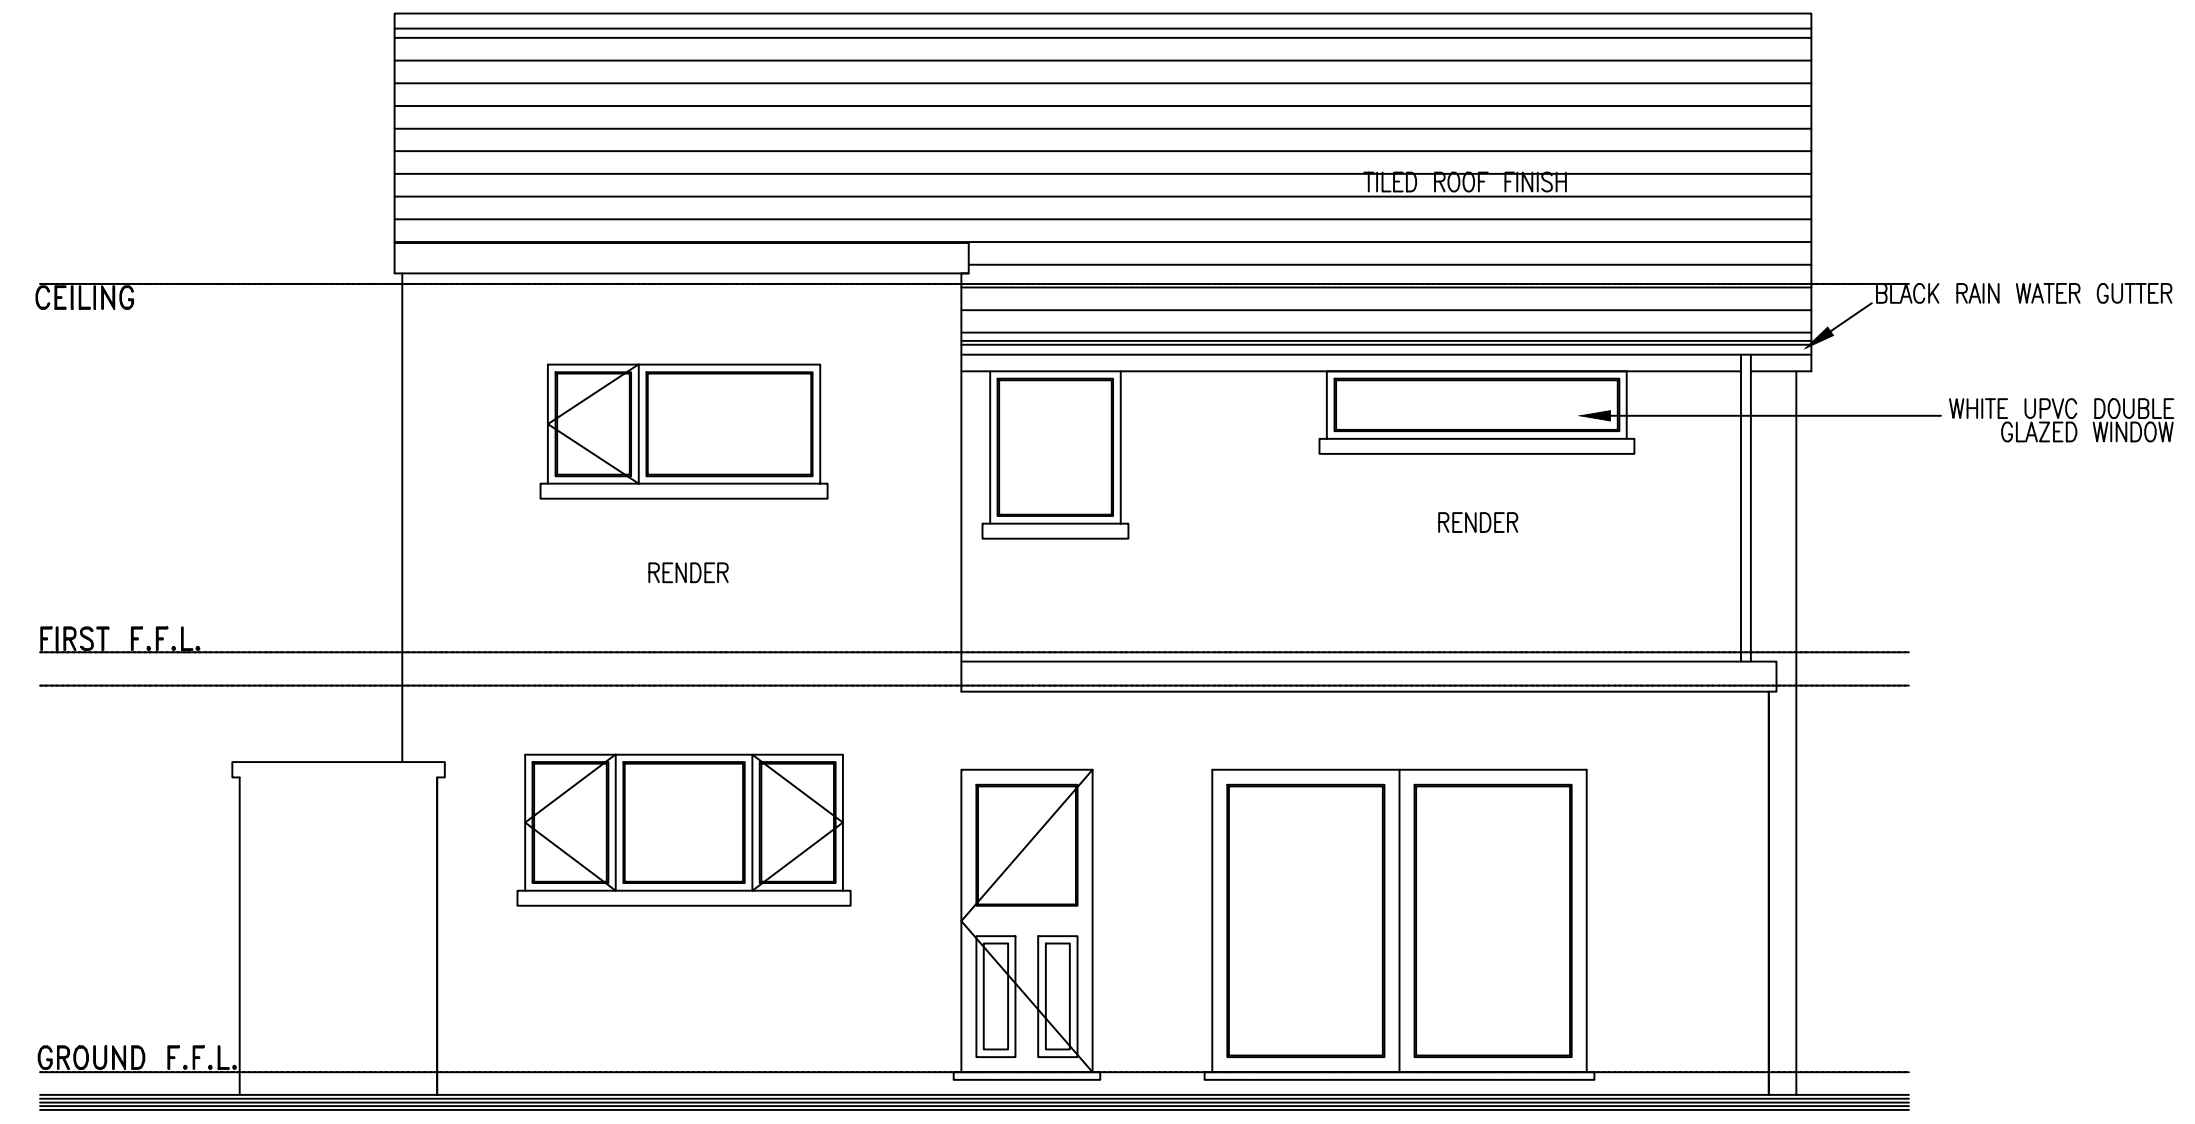 TILED ROOF FINISH
CEILING
BLACK RAIN WATER GUTTER
WHITE UPVC DOUBLE
GLAZED WINDOW
RENDER
RENDER
FIRST F.F.L.
GROUND F.F.L.